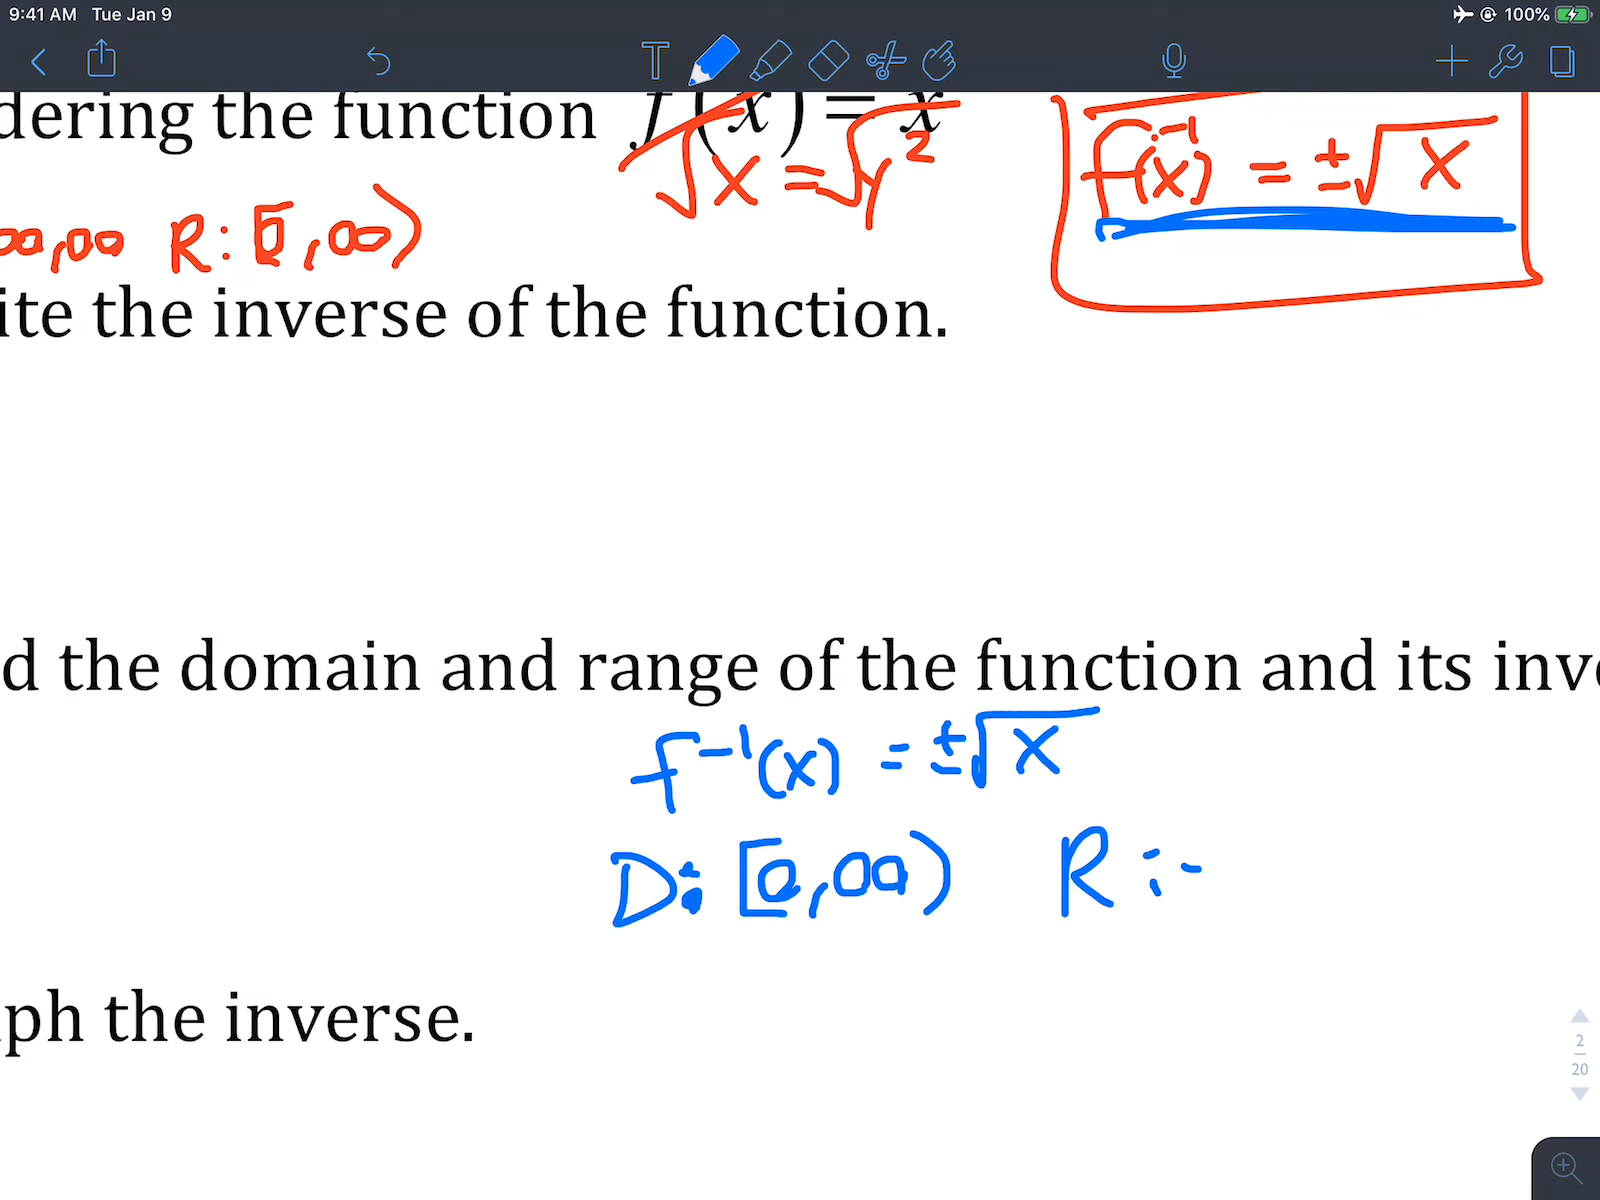 9:41 AM Tue Jan 9 100%
T
dering the function f(x) = x
√x = √y²
f⁻¹(x) = ±√x
∞,∞ R: [0,∞)
ite the inverse of the function.
d the domain and range of the function and its inv
f⁻¹(x) = ±√x
D: [0,∞) R: -
ph the inverse.
2
20